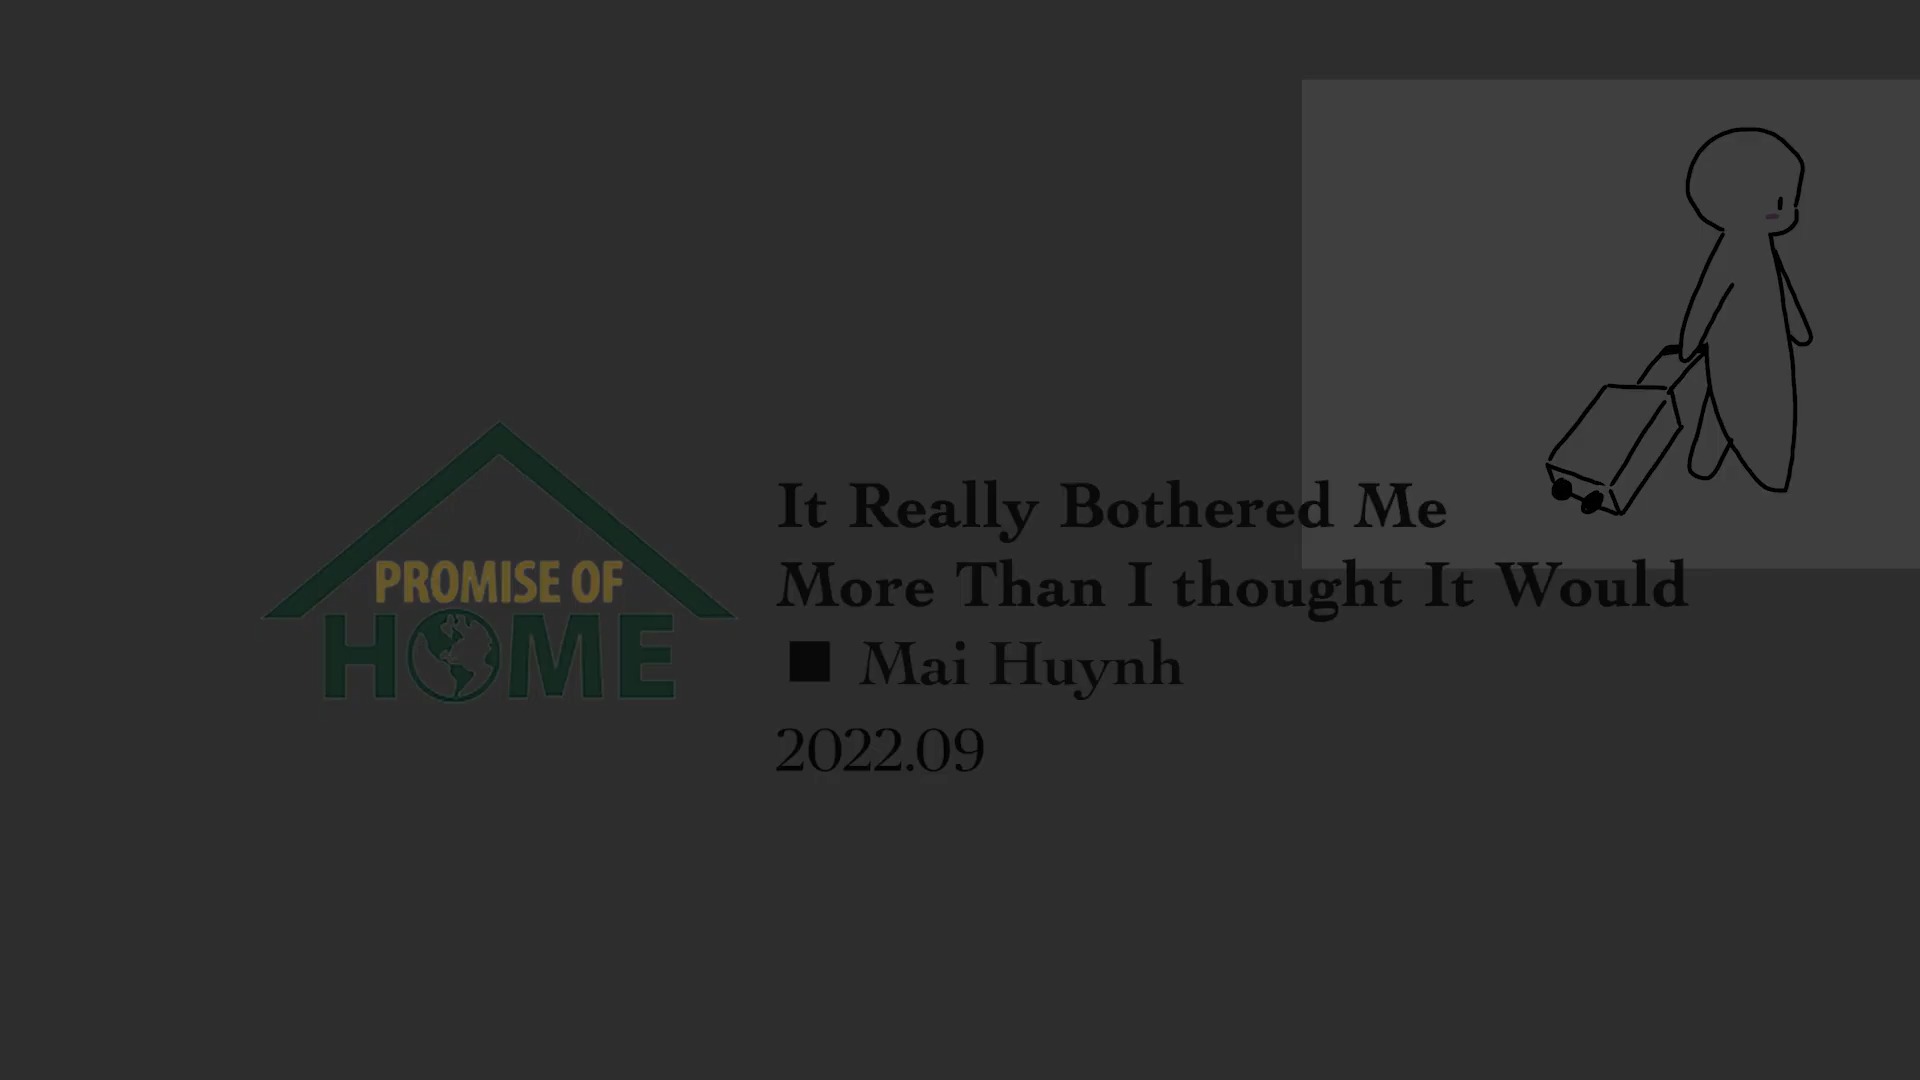 PROMISE OF
HOME
It Really Bothered Me
More Than I thought It Would
■ Mai Huynh
2022.09